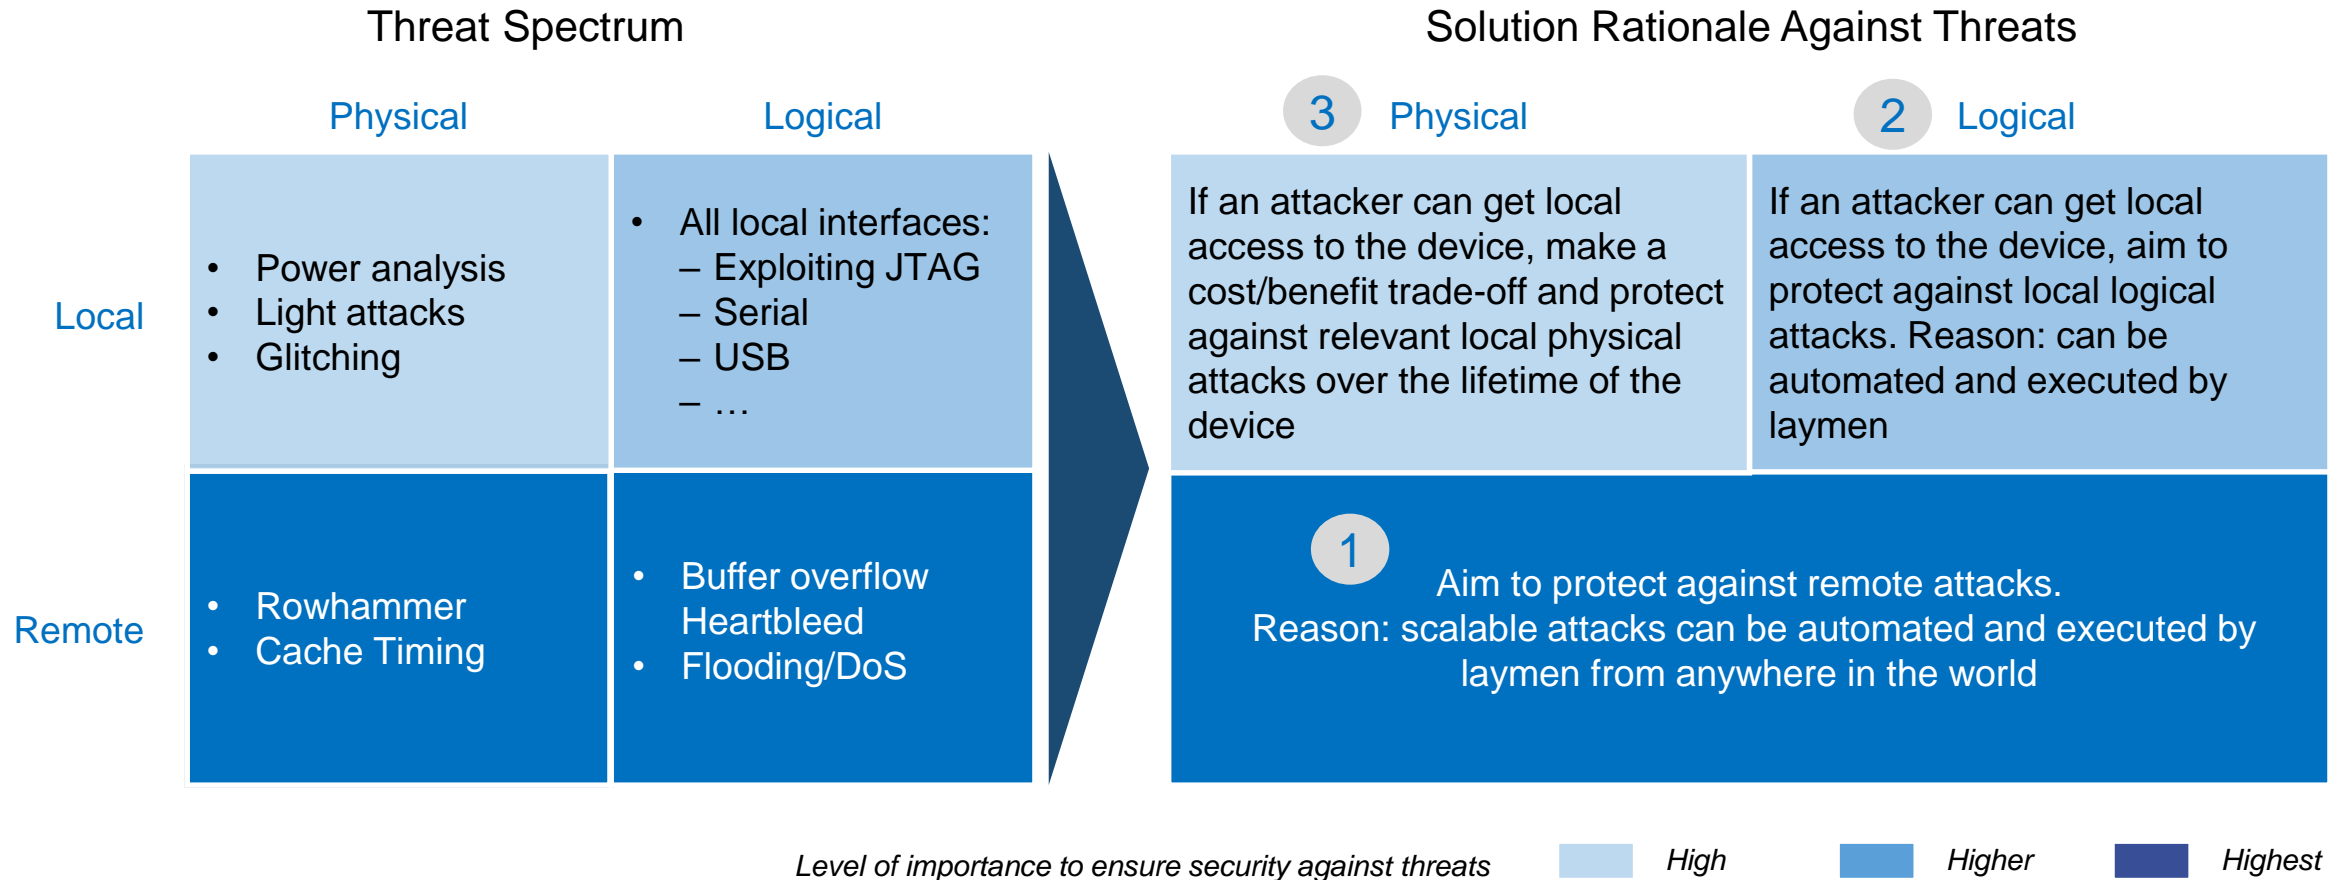 Threat Spectrum
Solution Rationale Against Threats
Physical
Logical
3
Physical
2
Logical
Local
• Power analysis
• Light attacks
• Glitching
• All local interfaces:
– Exploiting JTAG
– Serial
– USB
– …
If an attacker can get local
access to the device, make a
cost/benefit trade-off and protect
against relevant local physical
attacks over the lifetime of the
device
If an attacker can get local
access to the device, aim to
protect against local logical
attacks. Reason: can be
automated and executed by
laymen
Remote
• Rowhammer
• Cache Timing
• Buffer overflow
Heartbleed
• Flooding/DoS
1
Aim to protect against remote attacks.
Reason: scalable attacks can be automated and executed by
laymen from anywhere in the world
Level of importance to ensure security against threats
High
Higher
Highest